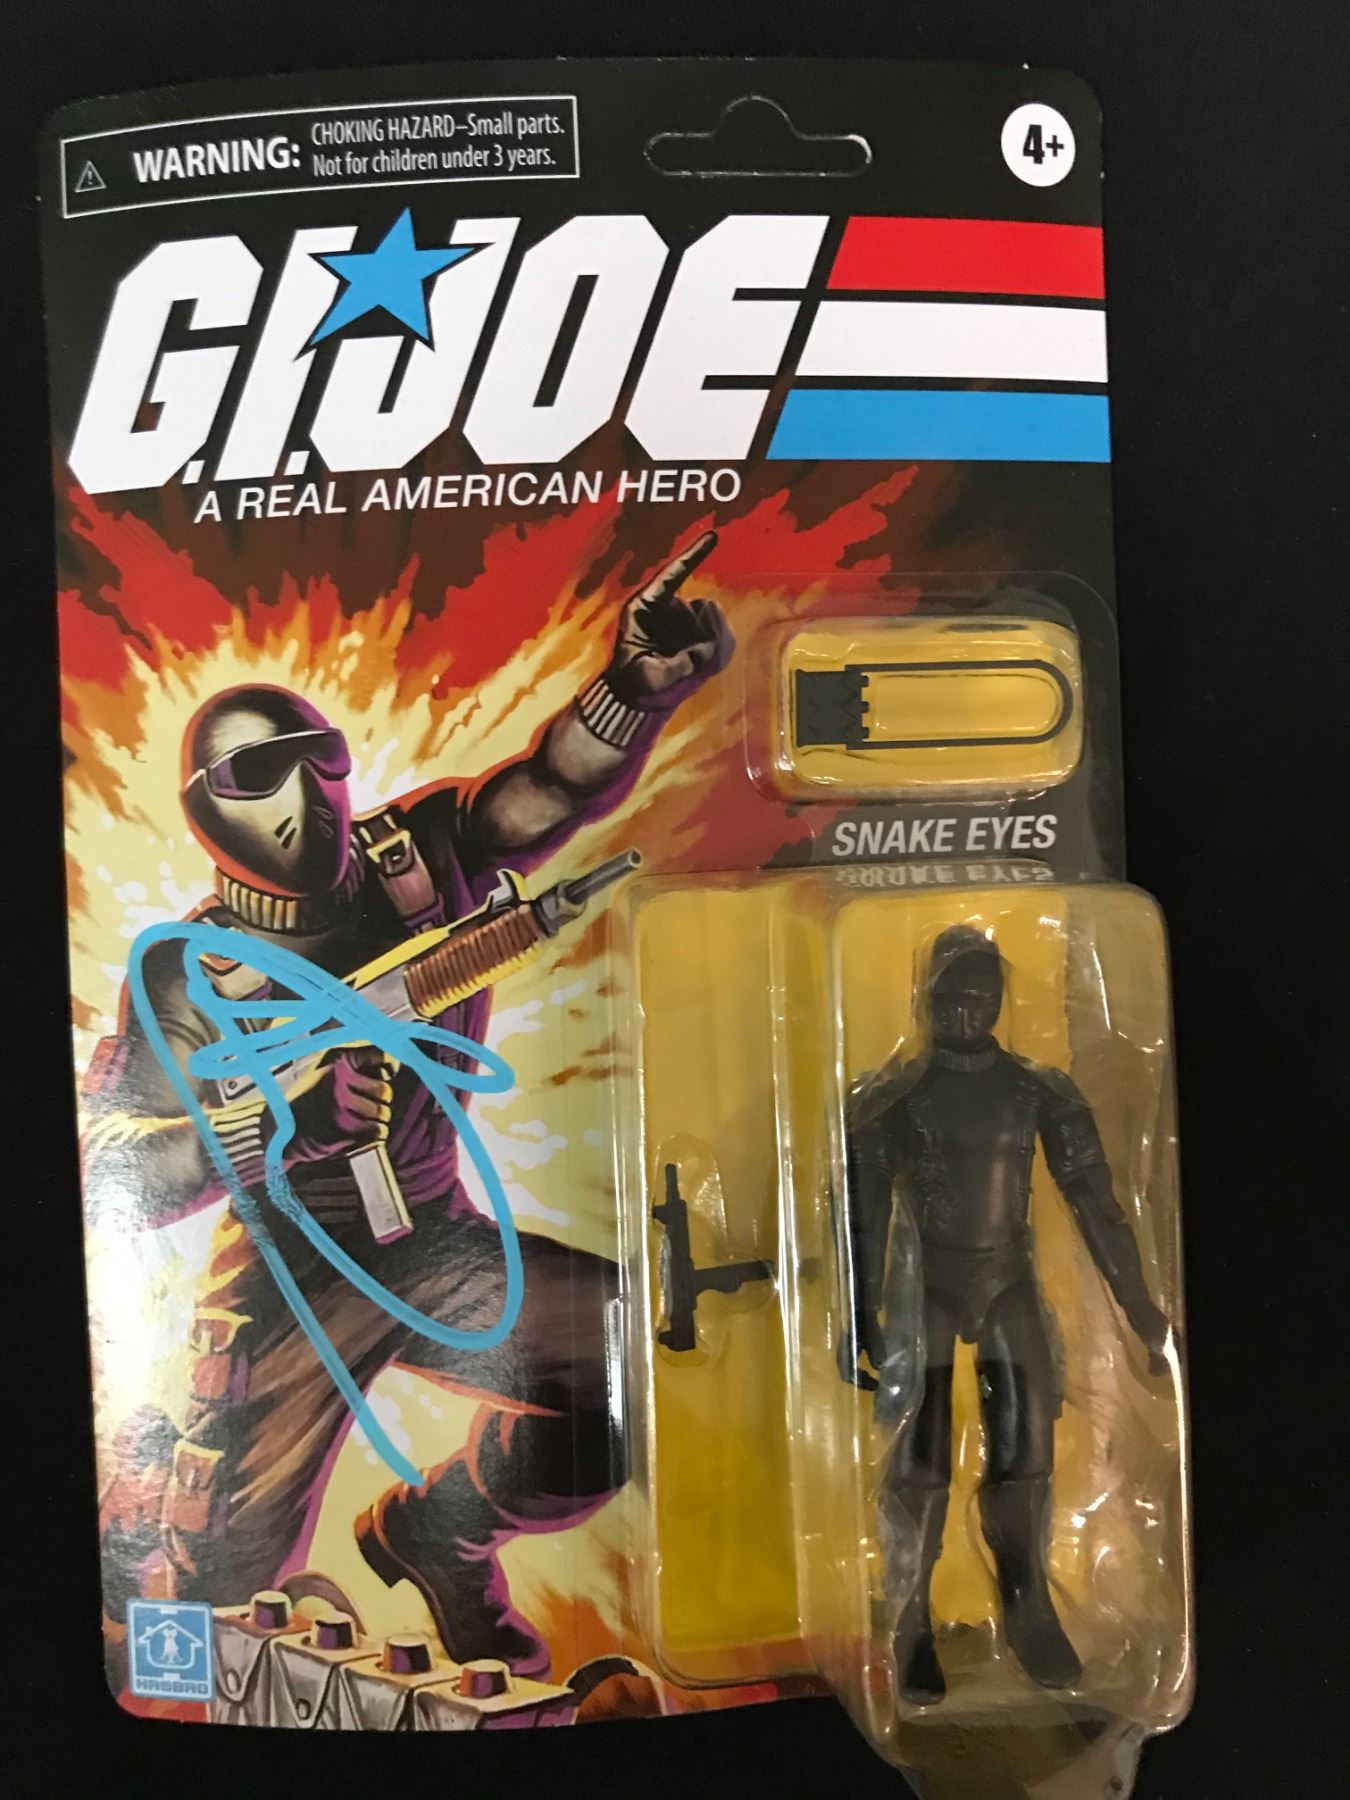 WARNING: CHOKING HAZARD–Small parts.
Not for children under 3 years.
4+
G.I. JOE
A REAL AMERICAN HERO
SNAKE EYES
HASBRO